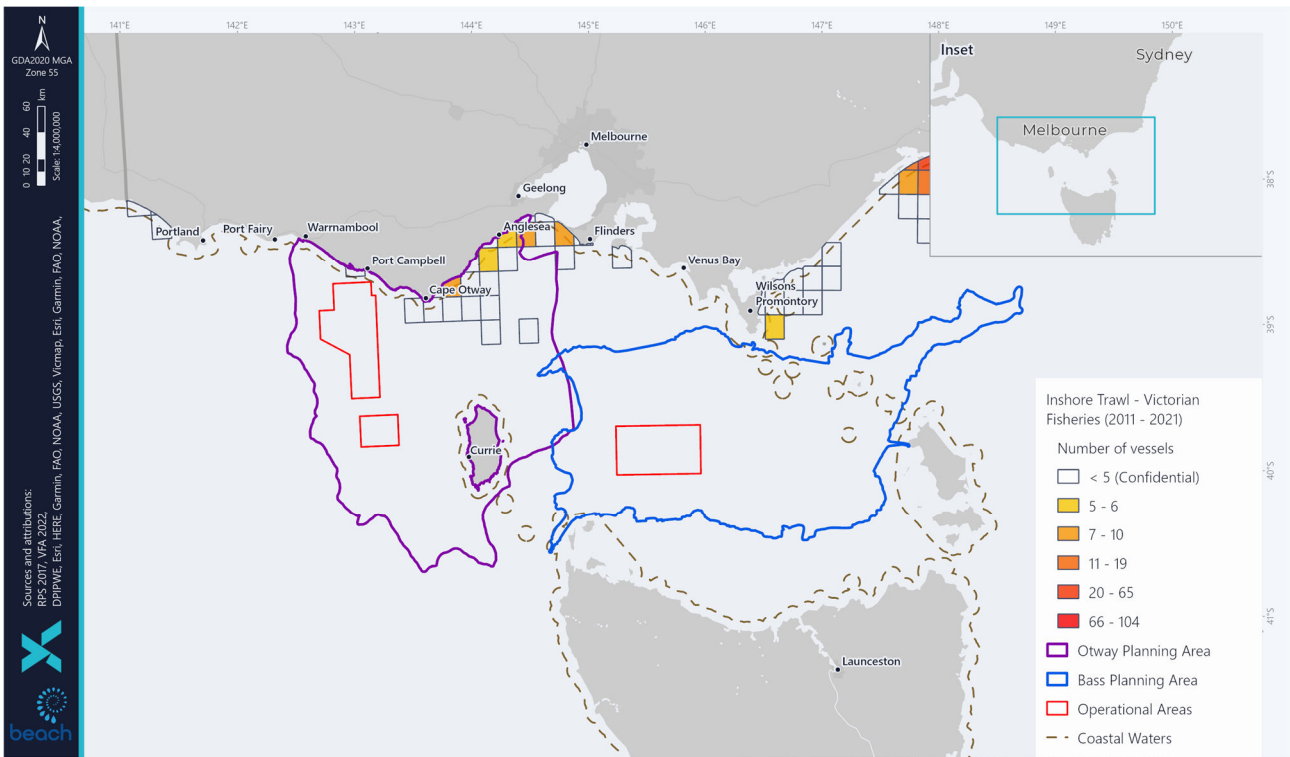 N
GDA2020 MGA
Zone 55
0 10 20 40 60
km
Scale: 1:4,000,000
Sources and attributions:
RPS 2017, VFA 2022,
DPIPWE, Esri, HERE, Garmin, FAO, NOAA, USGS, Vicmap, Esri, Garmin, FAO, NOAA,
beach
141°E 142°E 143°E 144°E 145°E 146°E 147°E 148°E 149°E 150°E
38°S
39°S
40°S
41°S
Inset
Sydney
Melbourne
Melbourne
Geelong
Anglesea
Flinders
Portland
Port Fairy
Warrnambool
Port Campbell
Cape Otway
Venus Bay
Wilsons
Promontory
Currie
Launceston
Inshore Trawl - Victorian
Fisheries (2011 - 2021)
Number of vessels
< 5 (Confidential)
5 - 6
7 - 10
11 - 19
20 - 65
66 - 104
Otway Planning Area
Bass Planning Area
Operational Areas
Coastal Waters